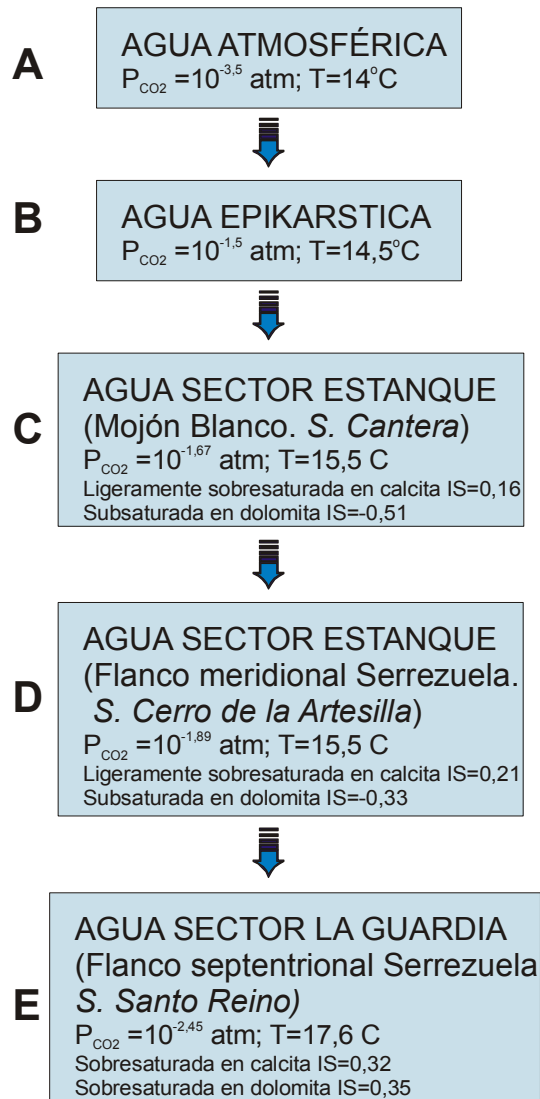 A
AGUA ATMOSFÉRICA
P_CO2 =10^-3,5 atm; T=14°C
B
AGUA EPIKARSTICA
P_CO2 =10^-1,5 atm; T=14,5°C
C
AGUA SECTOR ESTANQUE
(Mojón Blanco. S. Cantera)
P_CO2 =10^-1,67 atm; T=15,5 C
Ligeramente sobresaturada en calcita IS=0,16
Subsaturada en dolomita IS=-0,51
D
AGUA SECTOR ESTANQUE
(Flanco meridional Serrezuela.
S. Cerro de la Artesilla)
P_CO2 =10^-1,89 atm; T=15,5 C
Ligeramente sobresaturada en calcita IS=0,21
Subsaturada en dolomita IS=-0,33
E
AGUA SECTOR LA GUARDIA
(Flanco septentrional Serrezuela
S. Santo Reino)
P_CO2 =10^-2,45 atm; T=17,6 C
Sobresaturada en calcita IS=0,32
Sobresaturada en dolomita IS=0,35